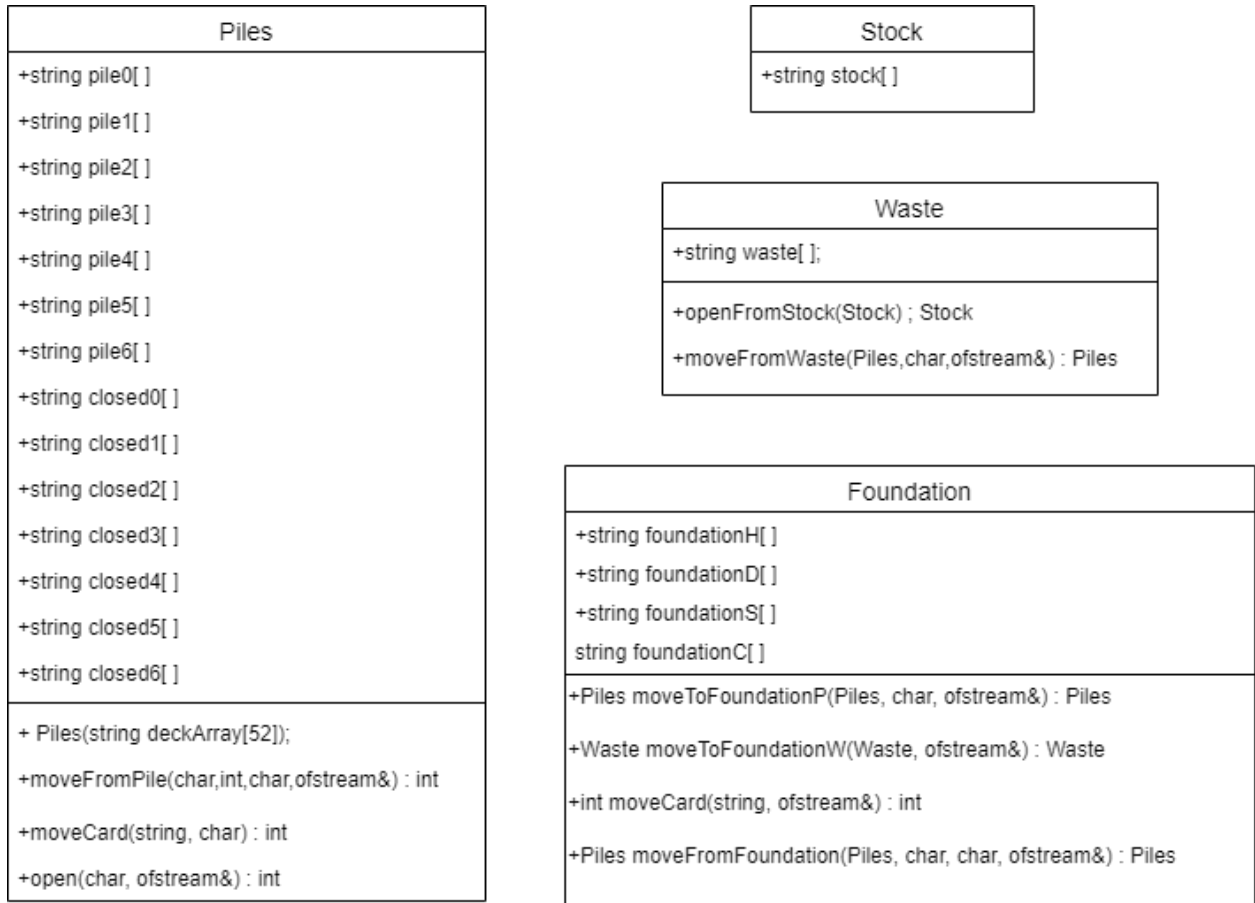 Piles
+string pile0[ ]
+string pile1[ ]
+string pile2[ ]
+string pile3[ ]
+string pile4[ ]
+string pile5[ ]
+string pile6[ ]
+string closed0[ ]
+string closed1[ ]
+string closed2[ ]
+string closed3[ ]
+string closed4[ ]
+string closed5[ ]
+string closed6[ ]
+ Piles(string deckArray[52]);
+moveFromPile(char,int,char,ofstream&) : int
+moveCard(string, char) : int
+open(char, ofstream&) : int
Stock
+string stock[ ]
Waste
+string waste[ ];
+openFromStock(Stock) ; Stock
+moveFromWaste(Piles,char,ofstream&) : Piles
Foundation
+string foundationH[ ]
+string foundationD[ ]
+string foundationS[ ]
string foundationC[ ]
+Piles moveToFoundationP(Piles, char, ofstream&) : Piles
+Waste moveToFoundationW(Waste, ofstream&) : Waste
+int moveCard(string, ofstream&) : int
+Piles moveFromFoundation(Piles, char, char, ofstream&) : Piles